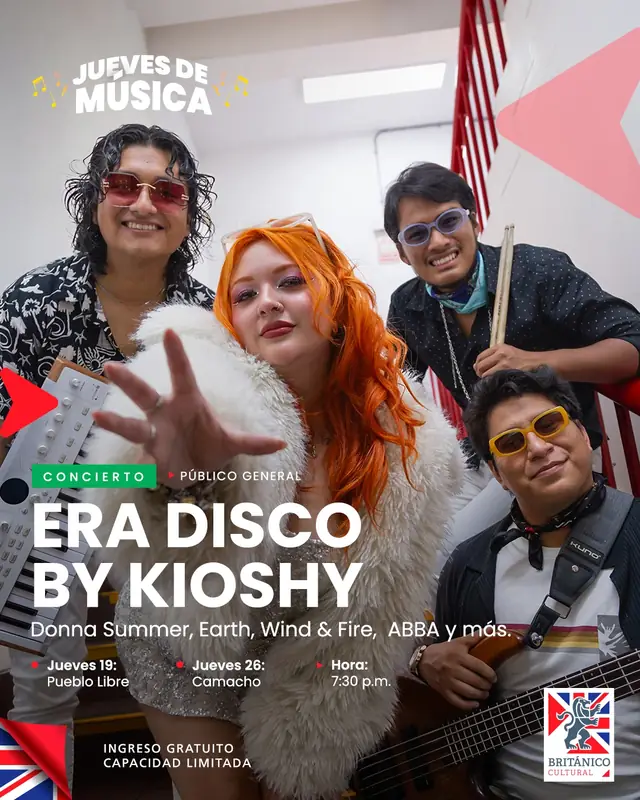 JUEVES DE
MÚSICA
CONCIERTO
PÚBLICO GENERAL
ERA DISCO
BY KIOSHY
Donna Summer, Earth, Wind & Fire, ABBA y más.
Jueves 19:
Pueblo Libre
Jueves 26:
Camacho
Hora:
7:30 p.m.
INGRESO GRATUITO
CAPACIDAD LIMITADA
KUNA
BRITÁNICO
CULTURAL